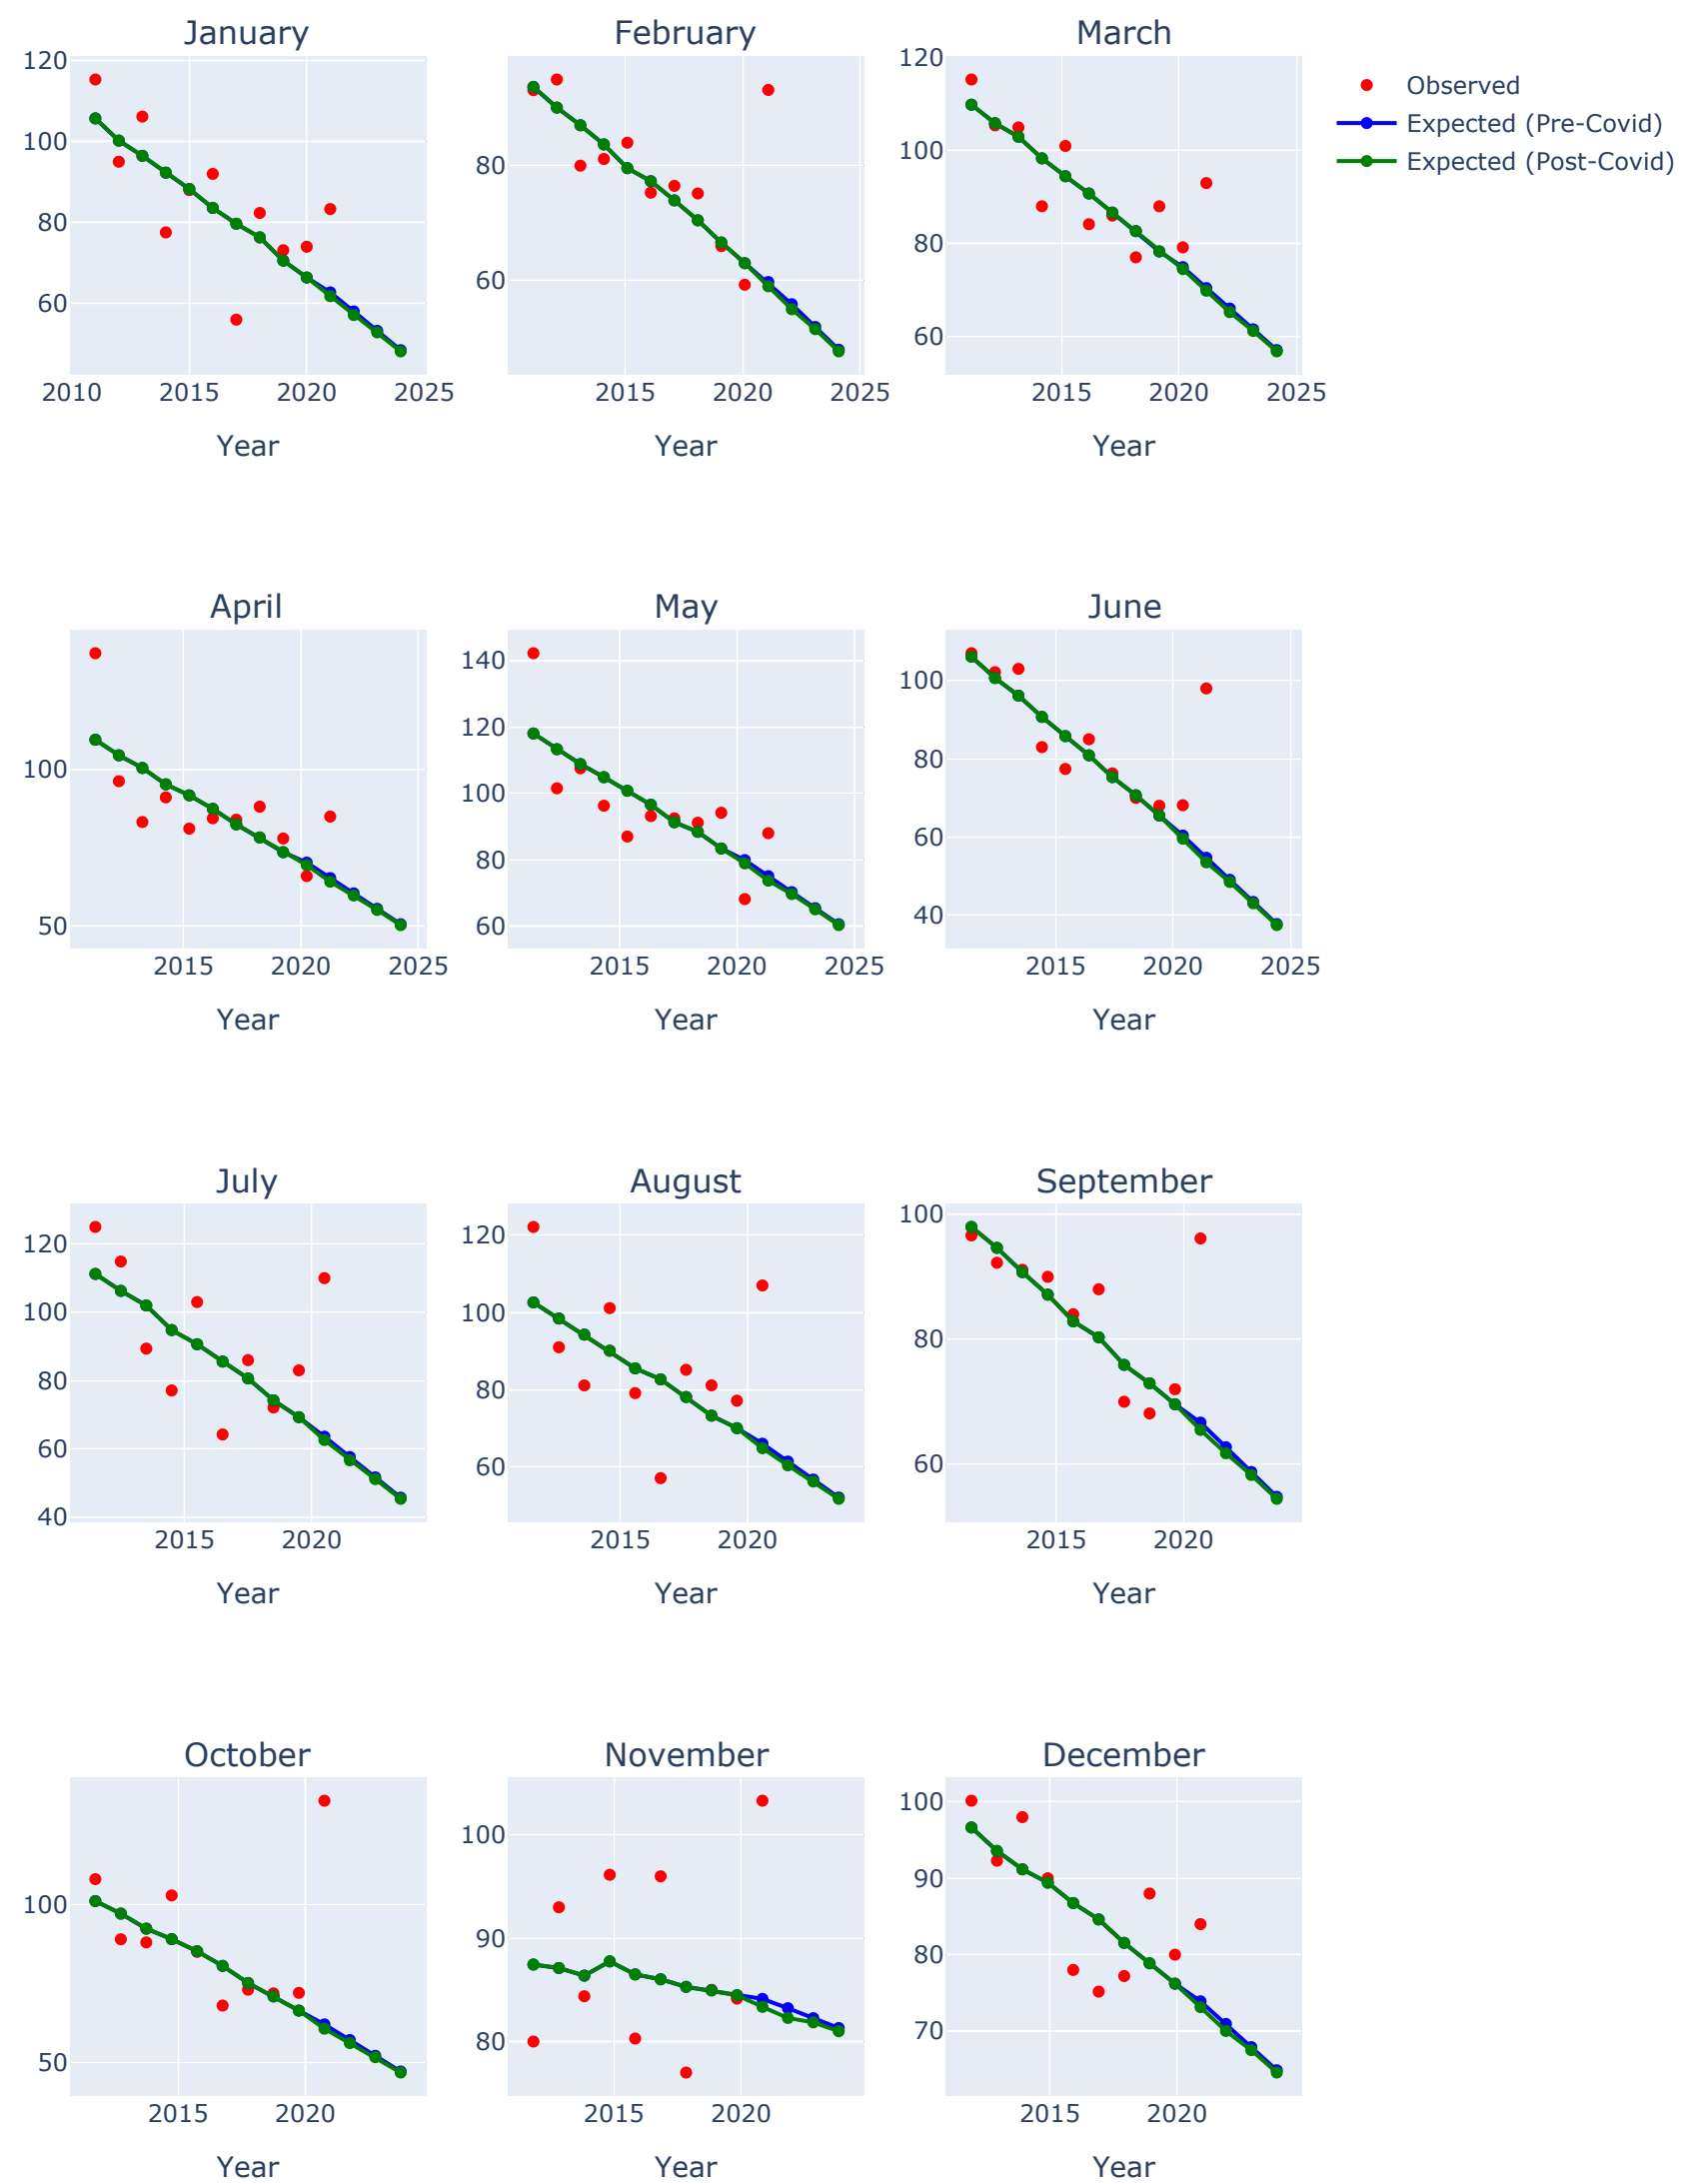 January
February
March
120
100
80
60
2010
2015
2020
2025
Year
80
60
2015
2020
2025
Year
120
100
80
60
2015
2020
2025
Year
Observed
Expected (Pre-Covid)
Expected (Post-Covid)
April
May
June
100
50
2015
2020
2025
Year
140
120
100
80
60
2015
2020
2025
Year
100
80
60
40
2015
2020
2025
Year
July
August
September
120
100
80
60
40
2015
2020
Year
120
100
80
60
2015
2020
Year
100
80
60
2015
2020
Year
October
November
December
100
50
2015
2020
Year
100
90
80
2015
2020
Year
100
90
80
70
2015
2020
Year